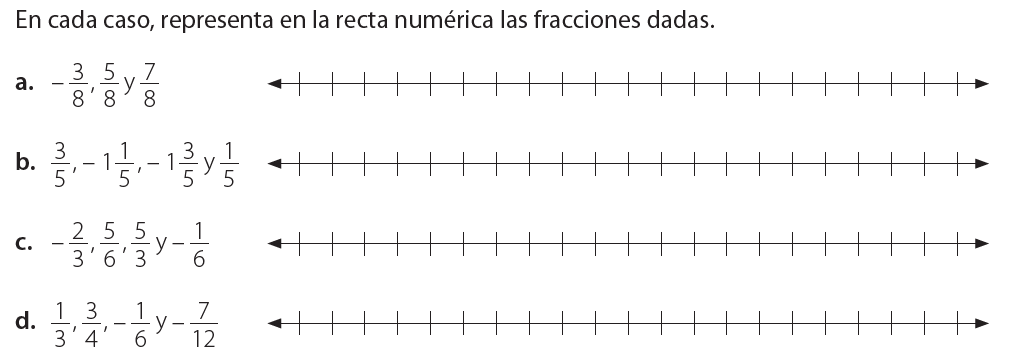 En cada caso, representa en la recta numérica las fracciones dadas.
a. −3/8, 5/8 y 7/8
b. 3/5, −1 1/5, −1 3/5 y 1/5
c. −2/3, 5/6, 5/3 y −1/6
d. 1/3, 3/4, −1/6 y −7/12